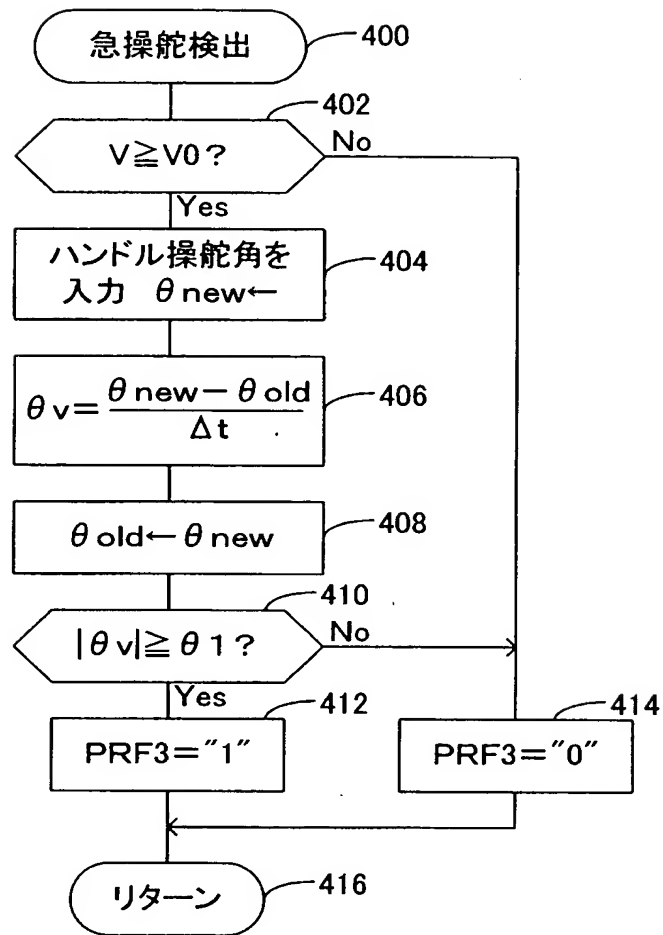 急操舵検出
400
402
V≧V0?
No
Yes
ハンドル操舵角を
入力 θnew←
404
θv=(θnew-θold)/Δt
406
θold←θnew
408
410
|θv|≧θ1?
No
Yes
412
PRF3="1"
414
PRF3="0"
リターン
416